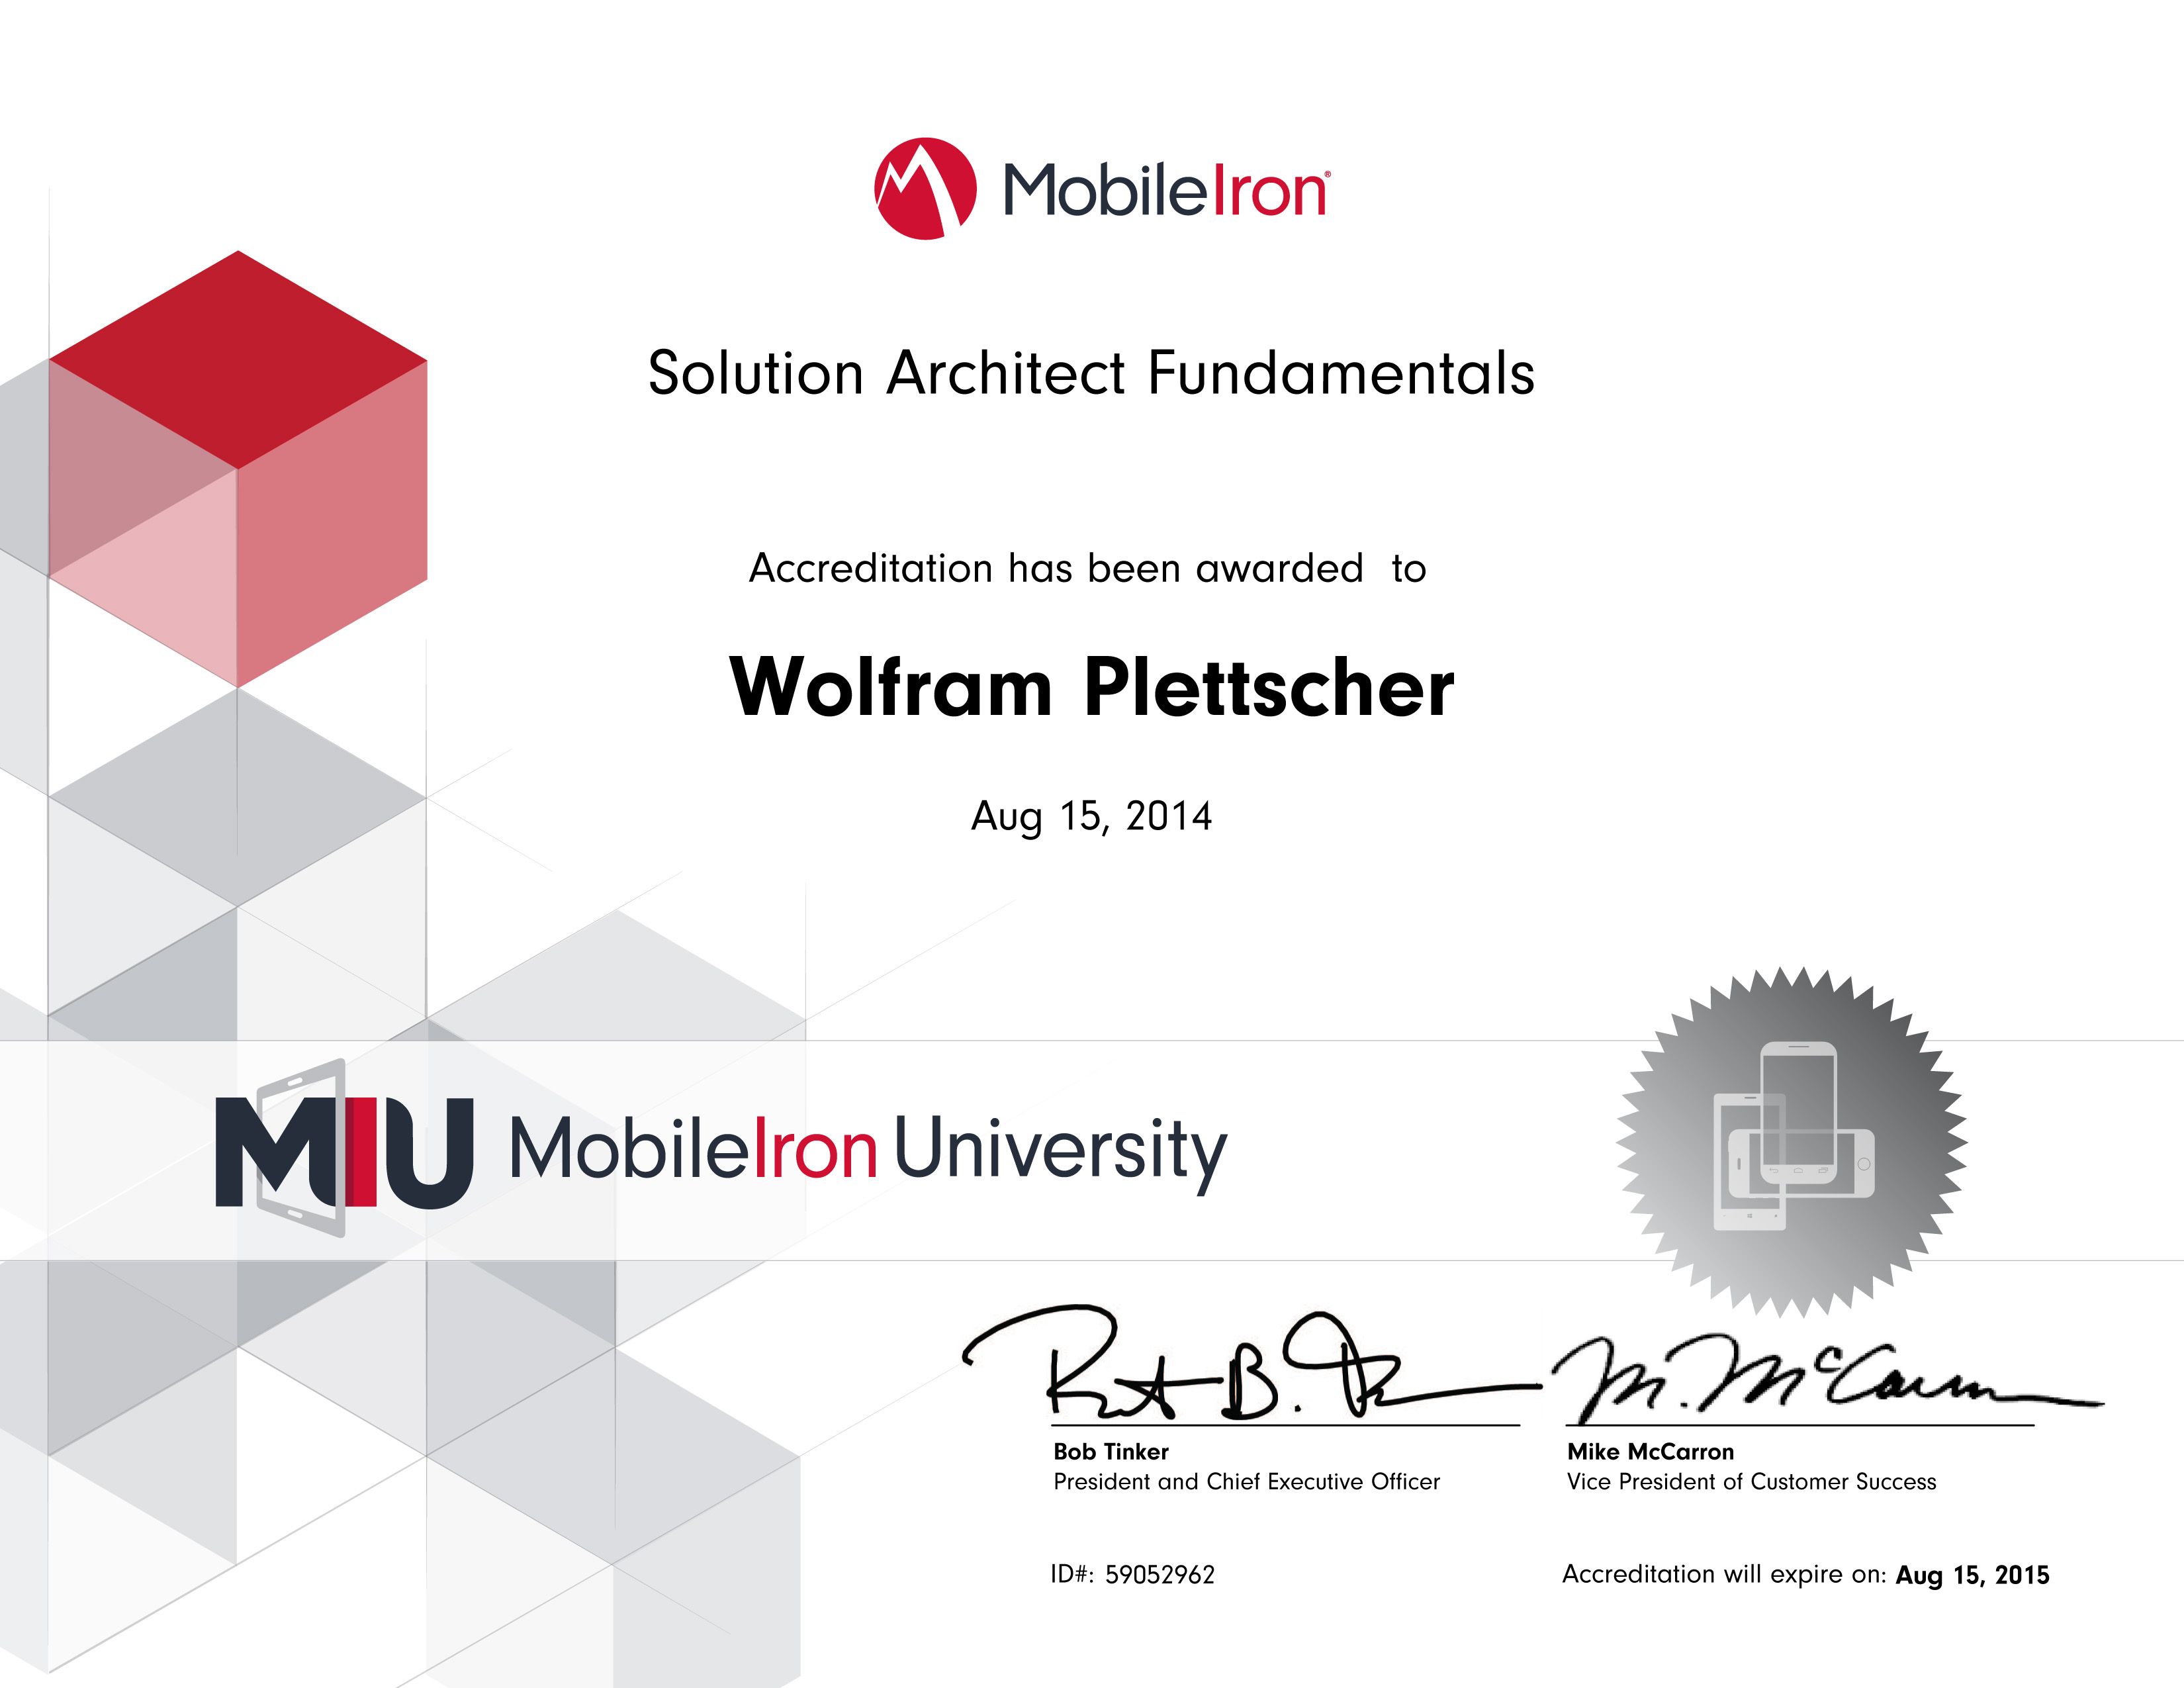 MobileIron®
Solution Architect Fundamentals
Accreditation has been awarded to
Wolfram Plettscher
Aug 15, 2014
MIU MobileIron University
Bob Tinker
President and Chief Executive Officer
Mike McCarron
Vice President of Customer Success
ID#: 59052962
Accreditation will expire on: Aug 15, 2015